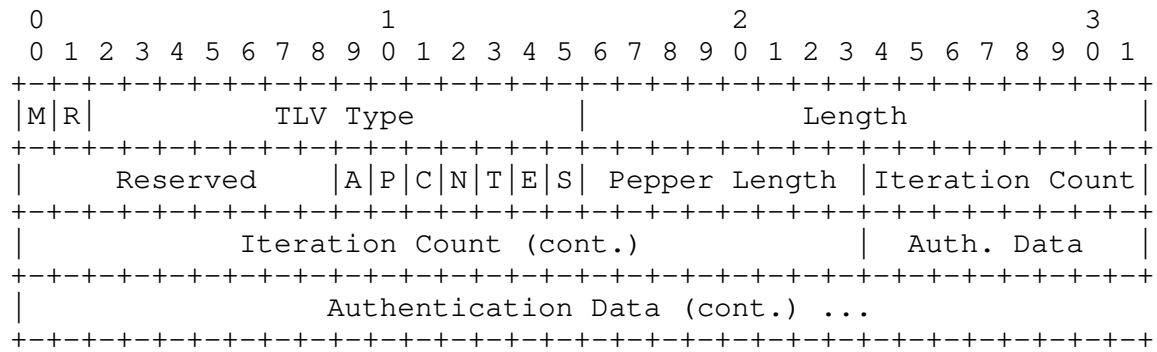 0                   1                   2                   3
 0 1 2 3 4 5 6 7 8 9 0 1 2 3 4 5 6 7 8 9 0 1 2 3 4 5 6 7 8 9 0 1
+-+-+-+-+-+-+-+-+-+-+-+-+-+-+-+-+-+-+-+-+-+-+-+-+-+-+-+-+-+-+-+-+
|M|R|          TLV Type         |            Length             |
+-+-+-+-+-+-+-+-+-+-+-+-+-+-+-+-+-+-+-+-+-+-+-+-+-+-+-+-+-+-+-+-+
|     Reserved    |A|P|C|N|T|E|S| Pepper Length |Iteration Count|
+-+-+-+-+-+-+-+-+-+-+-+-+-+-+-+-+-+-+-+-+-+-+-+-+-+-+-+-+-+-+-+-+
|            Iteration Count (cont.)            |  Auth. Data   |
+-+-+-+-+-+-+-+-+-+-+-+-+-+-+-+-+-+-+-+-+-+-+-+-+-+-+-+-+-+-+-+-+
|                 Authentication Data (cont.) ...
+-+-+-+-+-+-+-+-+-+-+-+-+-+-+-+-+-+-+-+-+-+-+-+-+-+-+-+-+-+-+-+-+